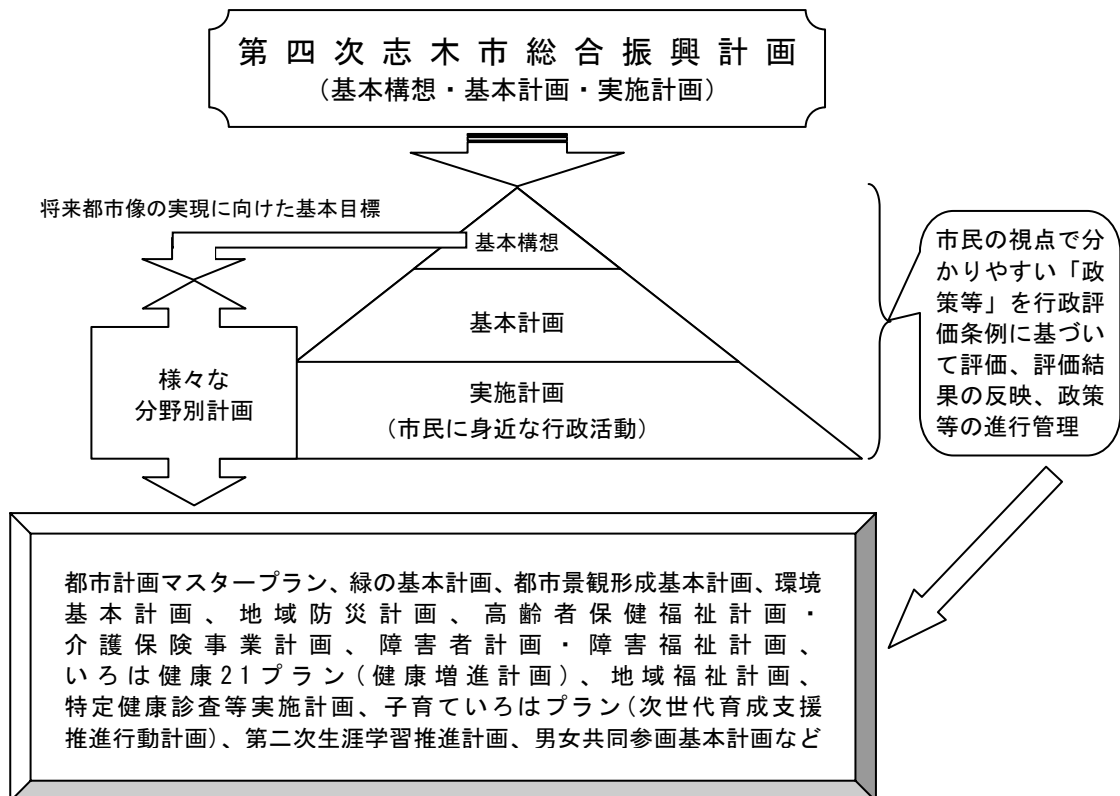 第四次志木市総合振興計画
(基本構想・基本計画・実施計画)
将来都市像の実現に向けた基本目標
基本構想
基本計画
実施計画
(市民に身近な行政活動)
様々な
分野別計画
市民の視点で分
かりやすい「政
策等」を行政評
価条例に基づい
て評価、評価結
果の反映、政策
等の進行管理
都市計画マスタープラン、緑の基本計画、都市景観形成基本計画、環境
基本計画、地域防災計画、高齢者保健福祉計画・
介護保険事業計画、障害者計画・障害福祉計画、
いろは健康21プラン(健康増進計画)、地域福祉計画、
特定健康診査等実施計画、子育ていろはプラン(次世代育成支援
推進行動計画)、第二次生涯学習推進計画、男女共同参画基本計画など